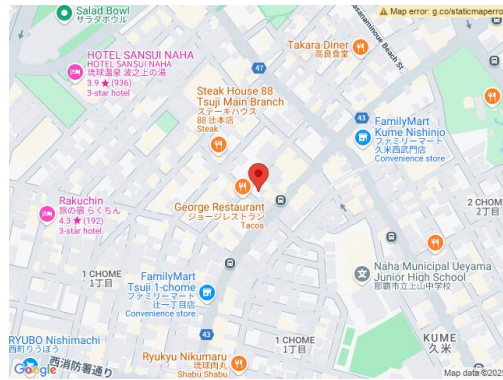 Salad Bowl
サラダボウル
Map error: g.co/staticmaperro
HOTEL SANSUI NAHA
HOTEL SANSUI NAHA
琉球温泉 波之上の湯
3.9 ★ (936)
3-star hotel
Takara Diner
高良食堂
asanaminoue Beach St
47
Steak House 88
Tsuji Main Branch
ステーキハウス
88 辻本店
Steak
43
FamilyMart
Kume Nishinio
ファミリーマート
久米西武門店
Convenience store
Rakuchin
旅の宿 らくちん
4.3 ★ (192)
3-star hotel
George Restaurant
ジョージレストラン
Tacos
2 CHOME
2丁目
1 CHOME
1丁目
FamilyMart
Tsuji 1-chome
ファミリーマート
辻一丁目店
Convenience store
Naha Municipal Ueyama
Junior High School
那覇市立上山中学校
43
RYUBO Nishimachi
西町りうぼう
西消防署通り
1 CHOME
1丁目
KUME
久米
Ryukyu Nikumaru
琉球肉丸
Shabu Shabu
Google
Map data ©202